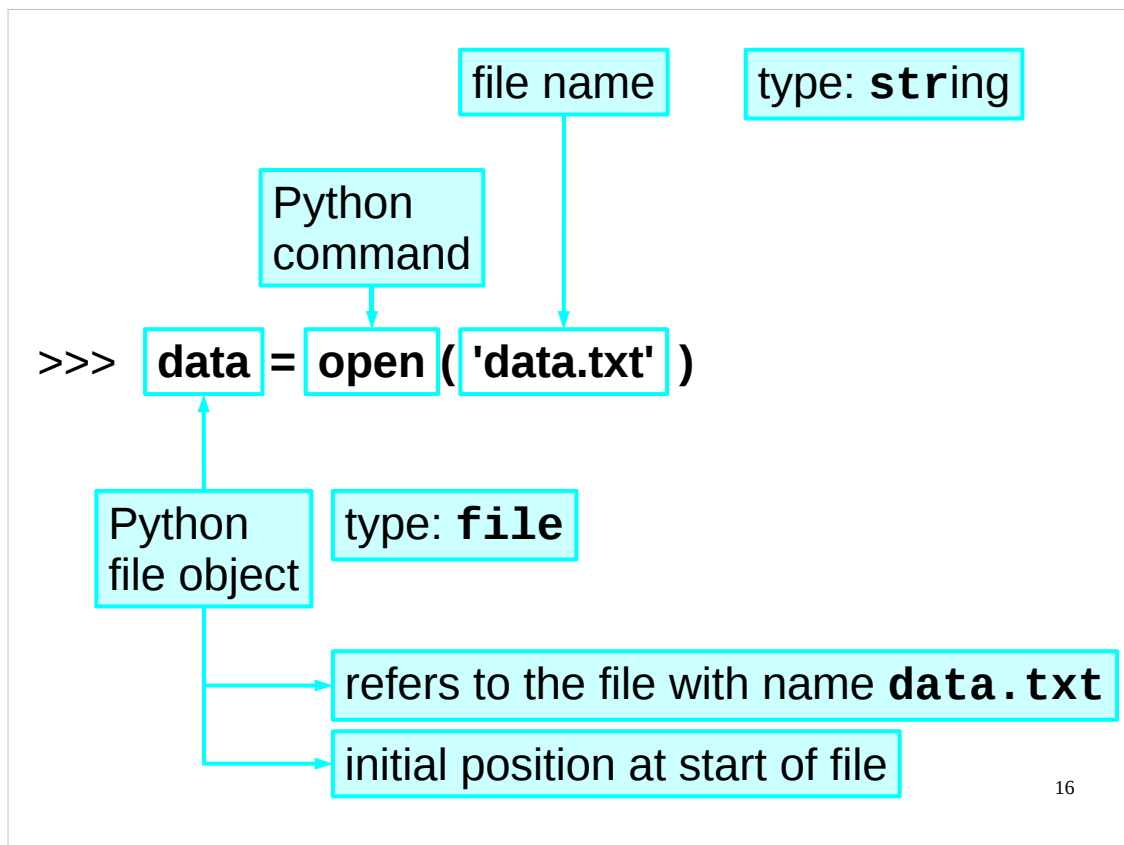 file name
type: string
Python
command
>>> data = open ( 'data.txt' )
Python
file object
type: file
refers to the file with name data.txt
initial position at start of file
16